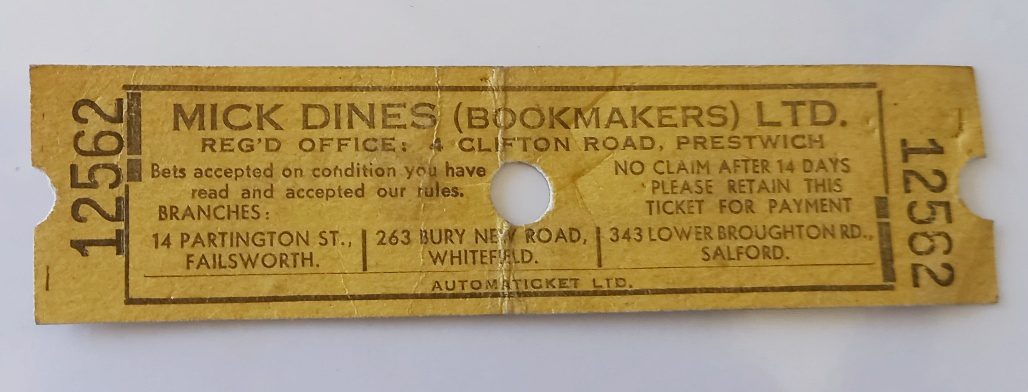 12562
MICK DINES (BOOKMAKERS) LTD.
REG'D OFFICE: 4 CLIFTON ROAD, PRESTWICH
Bets accepted on condition you have
read and accepted our rules.
NO CLAIM AFTER 14 DAYS
PLEASE RETAIN THIS
TICKET FOR PAYMENT
BRANCHES:
14 PARTINGTON ST.,
FAILSWORTH.
263 BURY NEW ROAD,
WHITEFIELD.
343 LOWER BROUGHTON RD.,
SALFORD.
AUTOMATICKET LTD.
12562